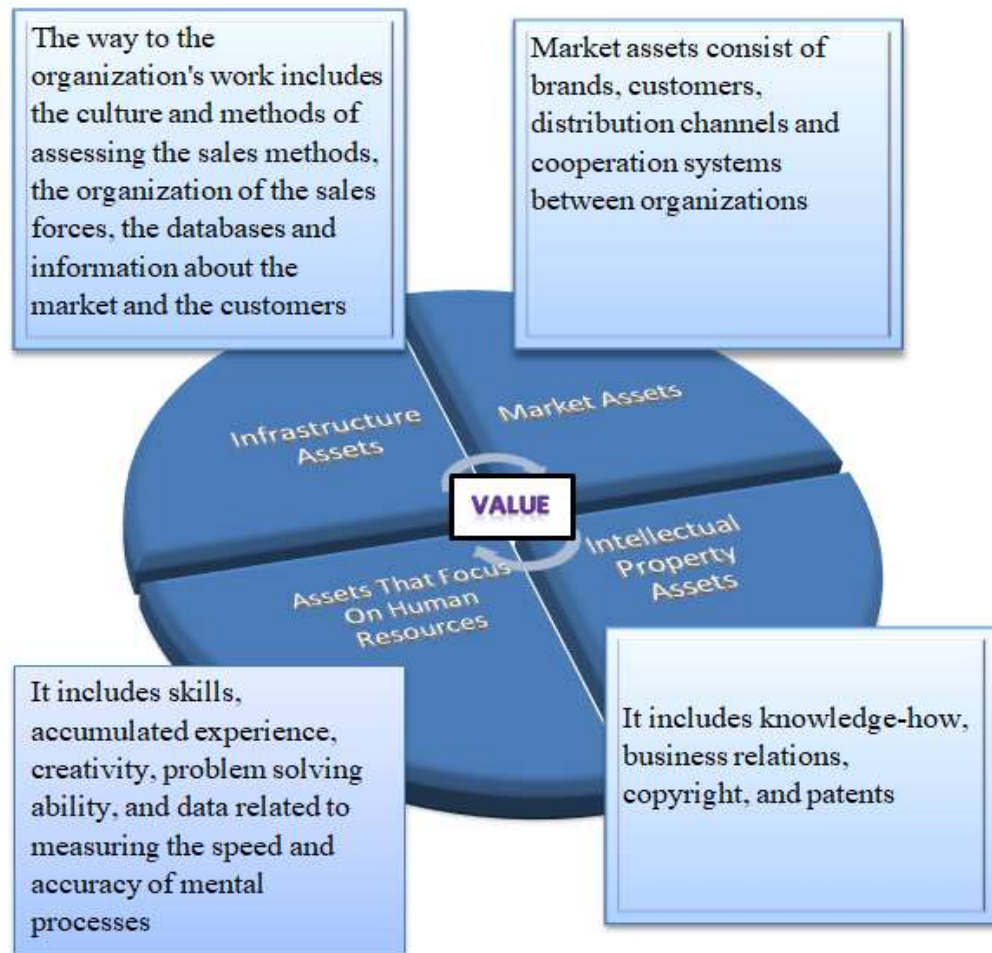 The way to the
organization's work includes
the culture and methods of
assessing the sales methods,
the organization of the sales
forces, the databases and
information about the
market and the customers
Market assets consist of
brands, customers,
distribution channels and
cooperation systems
between organizations
Infrastructure
Assets
Market Assets
VALUE
Assets That Focus
On Human
Resources
Intellectual
Property
Assets
It includes skills,
accumulated experience,
creativity, problem solving
ability, and data related to
measuring the speed and
accuracy of mental
processes
It includes knowledge-how,
business relations,
copyright, and patents